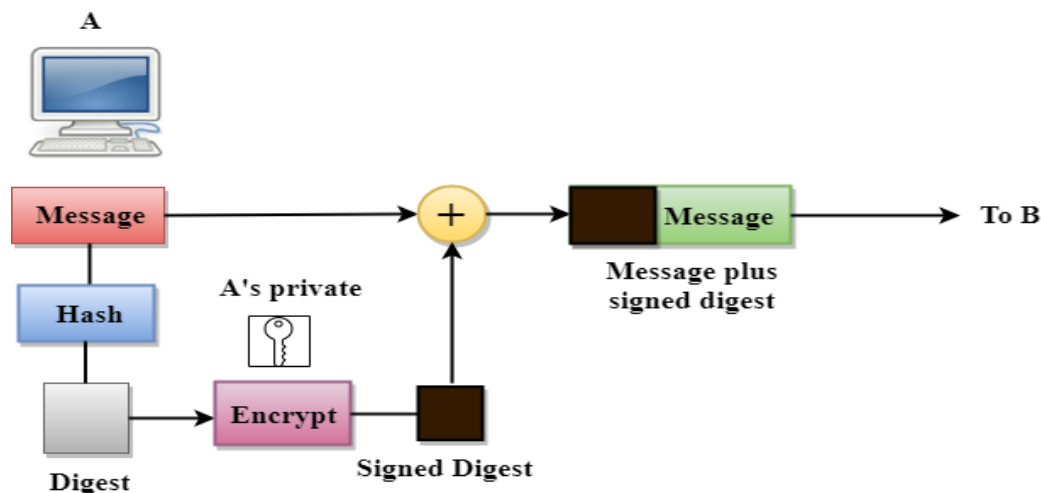 A
Message
+
Message
To B
Message plus
signed digest
Hash
A's private
Encrypt
Digest
Signed Digest